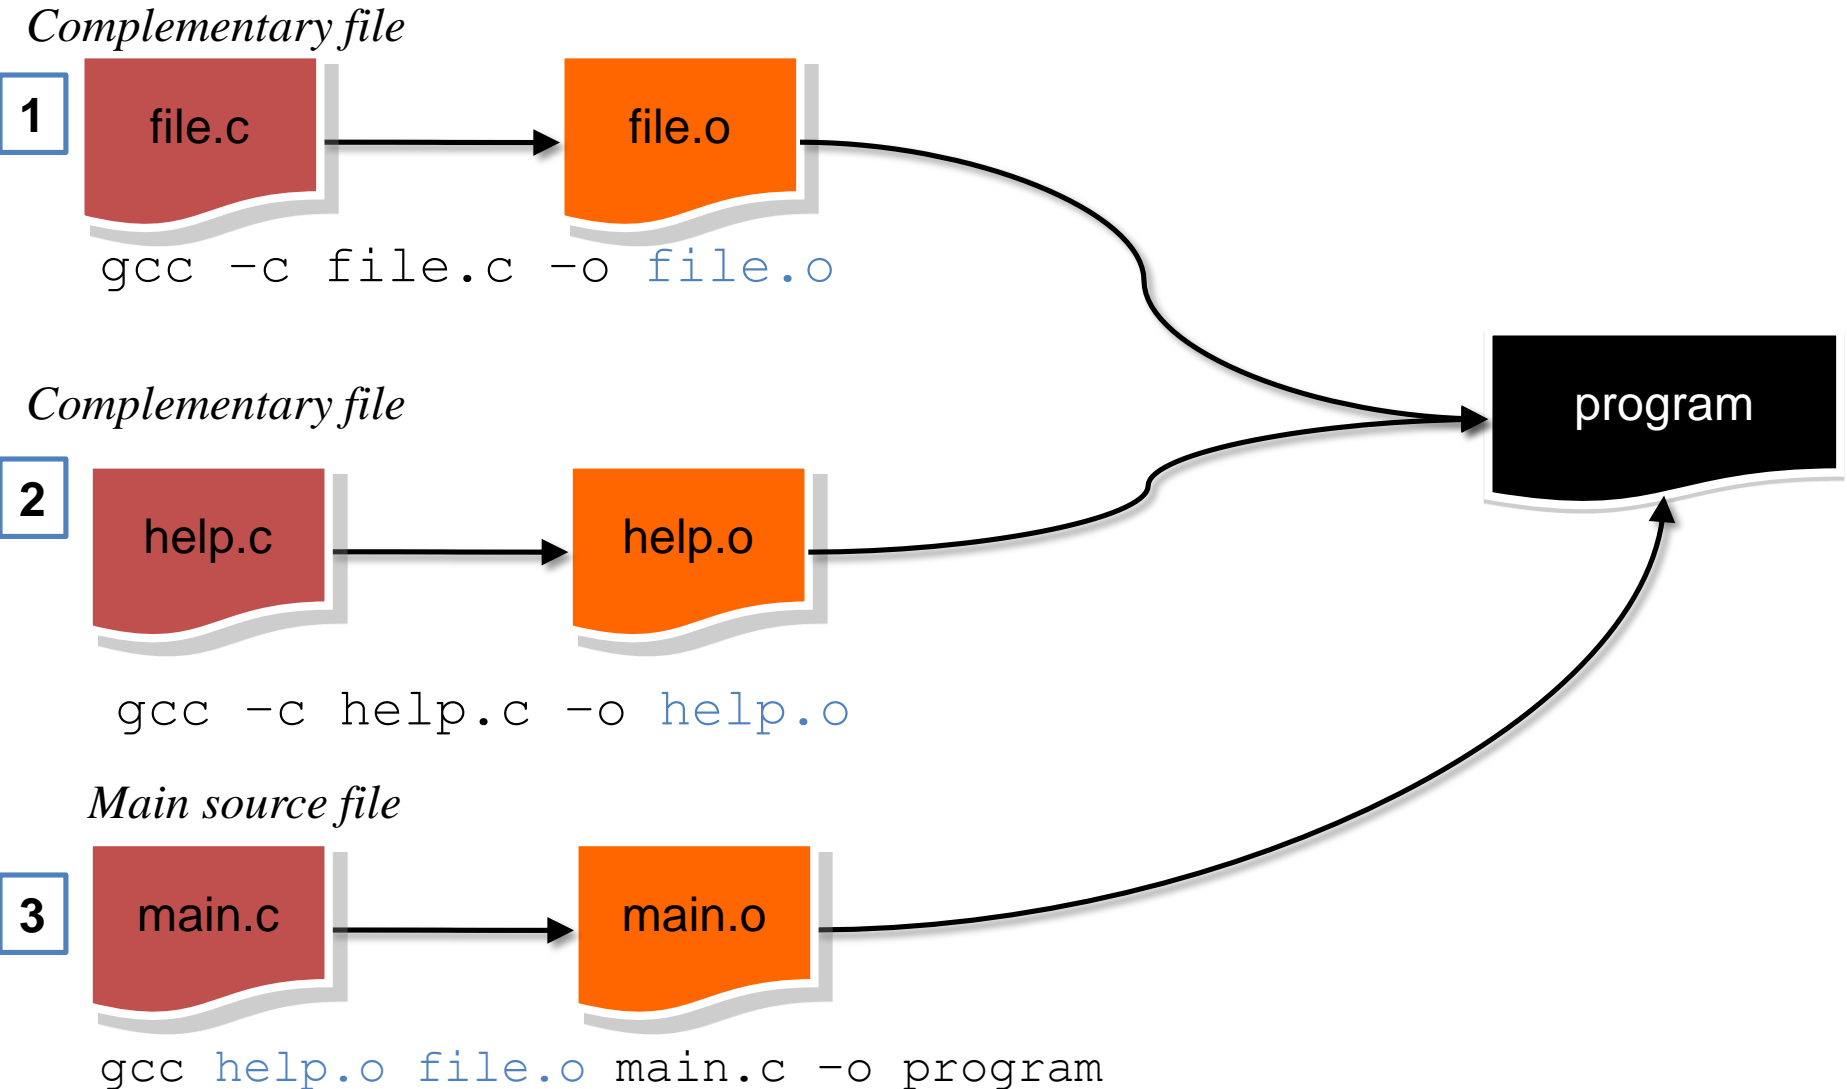 Complementary file
1
file.c
file.o
gcc –c file.c –o file.o
program
Complementary file
2
help.c
help.o
gcc –c help.c –o help.o
Main source file
3
main.c
main.o
gcc help.o file.o main.c –o program